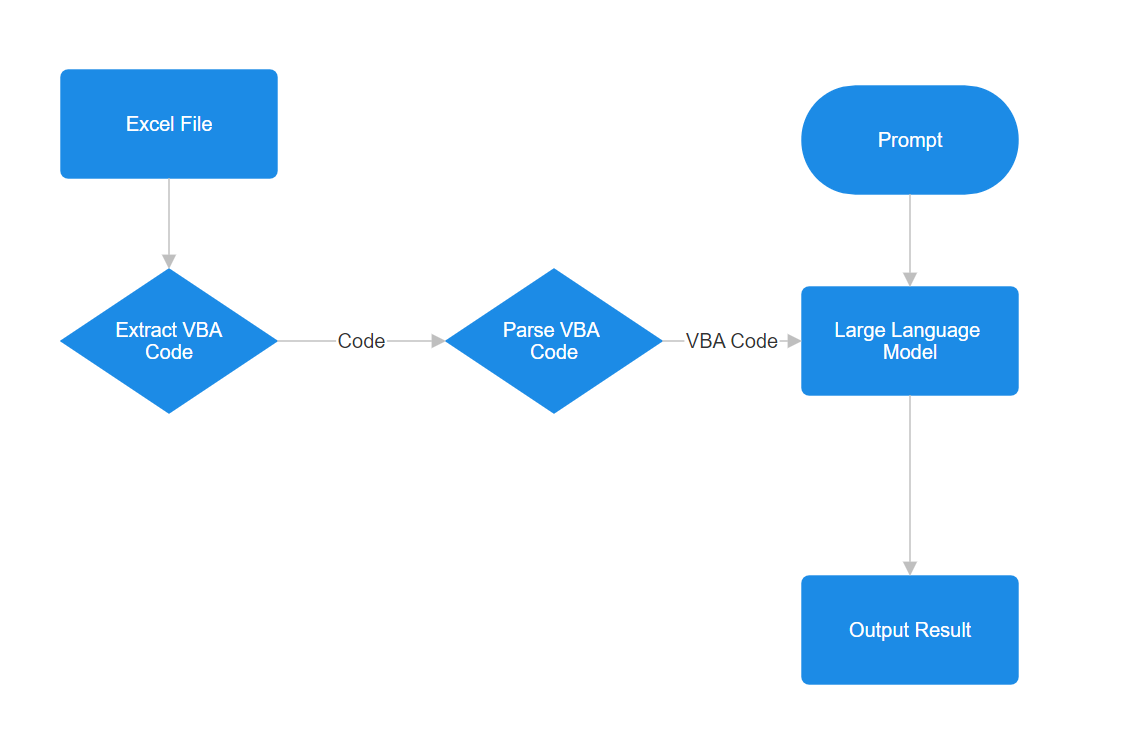 Excel File
Prompt
Extract VBA
Code
Code
Parse VBA
Code
VBA Code
Large Language
Model
Output Result